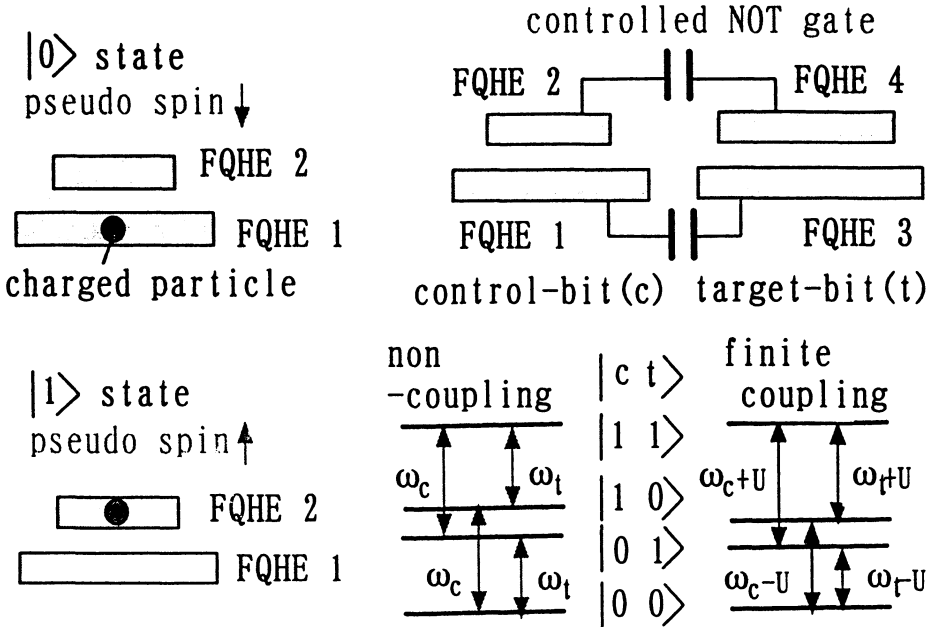 |0> state
pseudo spin↓
FQHE 2
FQHE 1
charged particle
controlled NOT gate
FQHE 2
FQHE 4
FQHE 1
FQHE 3
control-bit(c)
target-bit(t)
|1> state
pseudo spin↑
FQHE 2
FQHE 1
non
-coupling
|c t>
finite
coupling
|1 1>
|1 0>
|0 1>
|0 0>
ωc
ωt
ωc
ωt
ωc+U
ωt+U
ωc-U
ωt-U